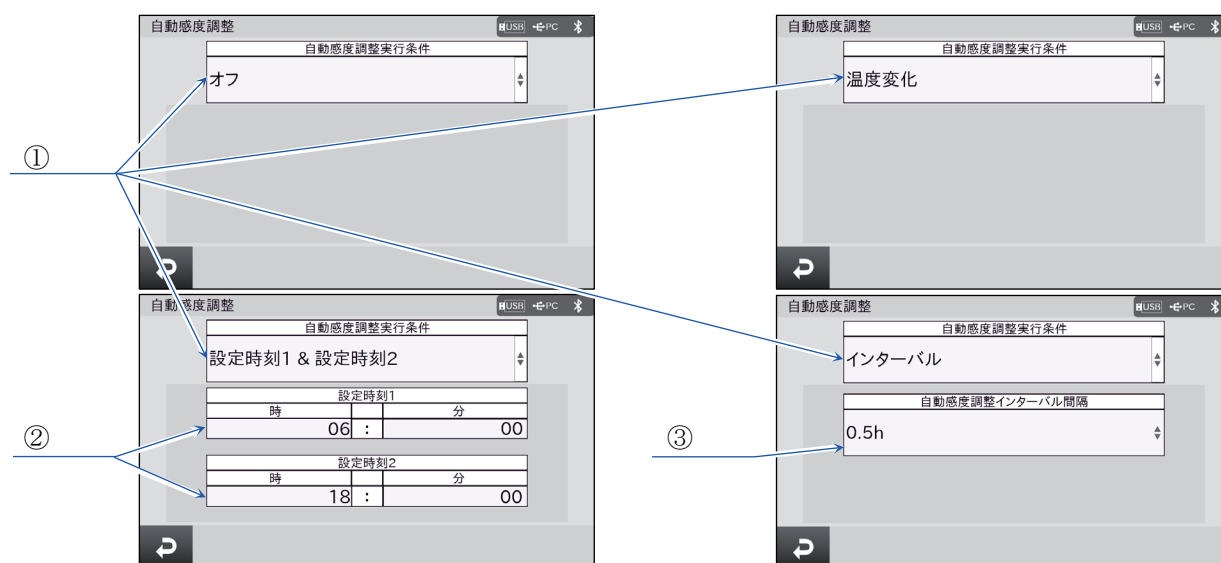 ①
自動感度調整
USB PC
自動感度調整実行条件
オフ
自動感度調整
USB PC
自動感度調整実行条件
温度変化
②
自動感度調整
USB PC
自動感度調整実行条件
設定時刻1 & 設定時刻2
設定時刻1
時 分
06 : 00
設定時刻2
時 分
18 : 00
③
自動感度調整
USB PC
自動感度調整実行条件
インターバル
自動感度調整インターバル間隔
0.5h